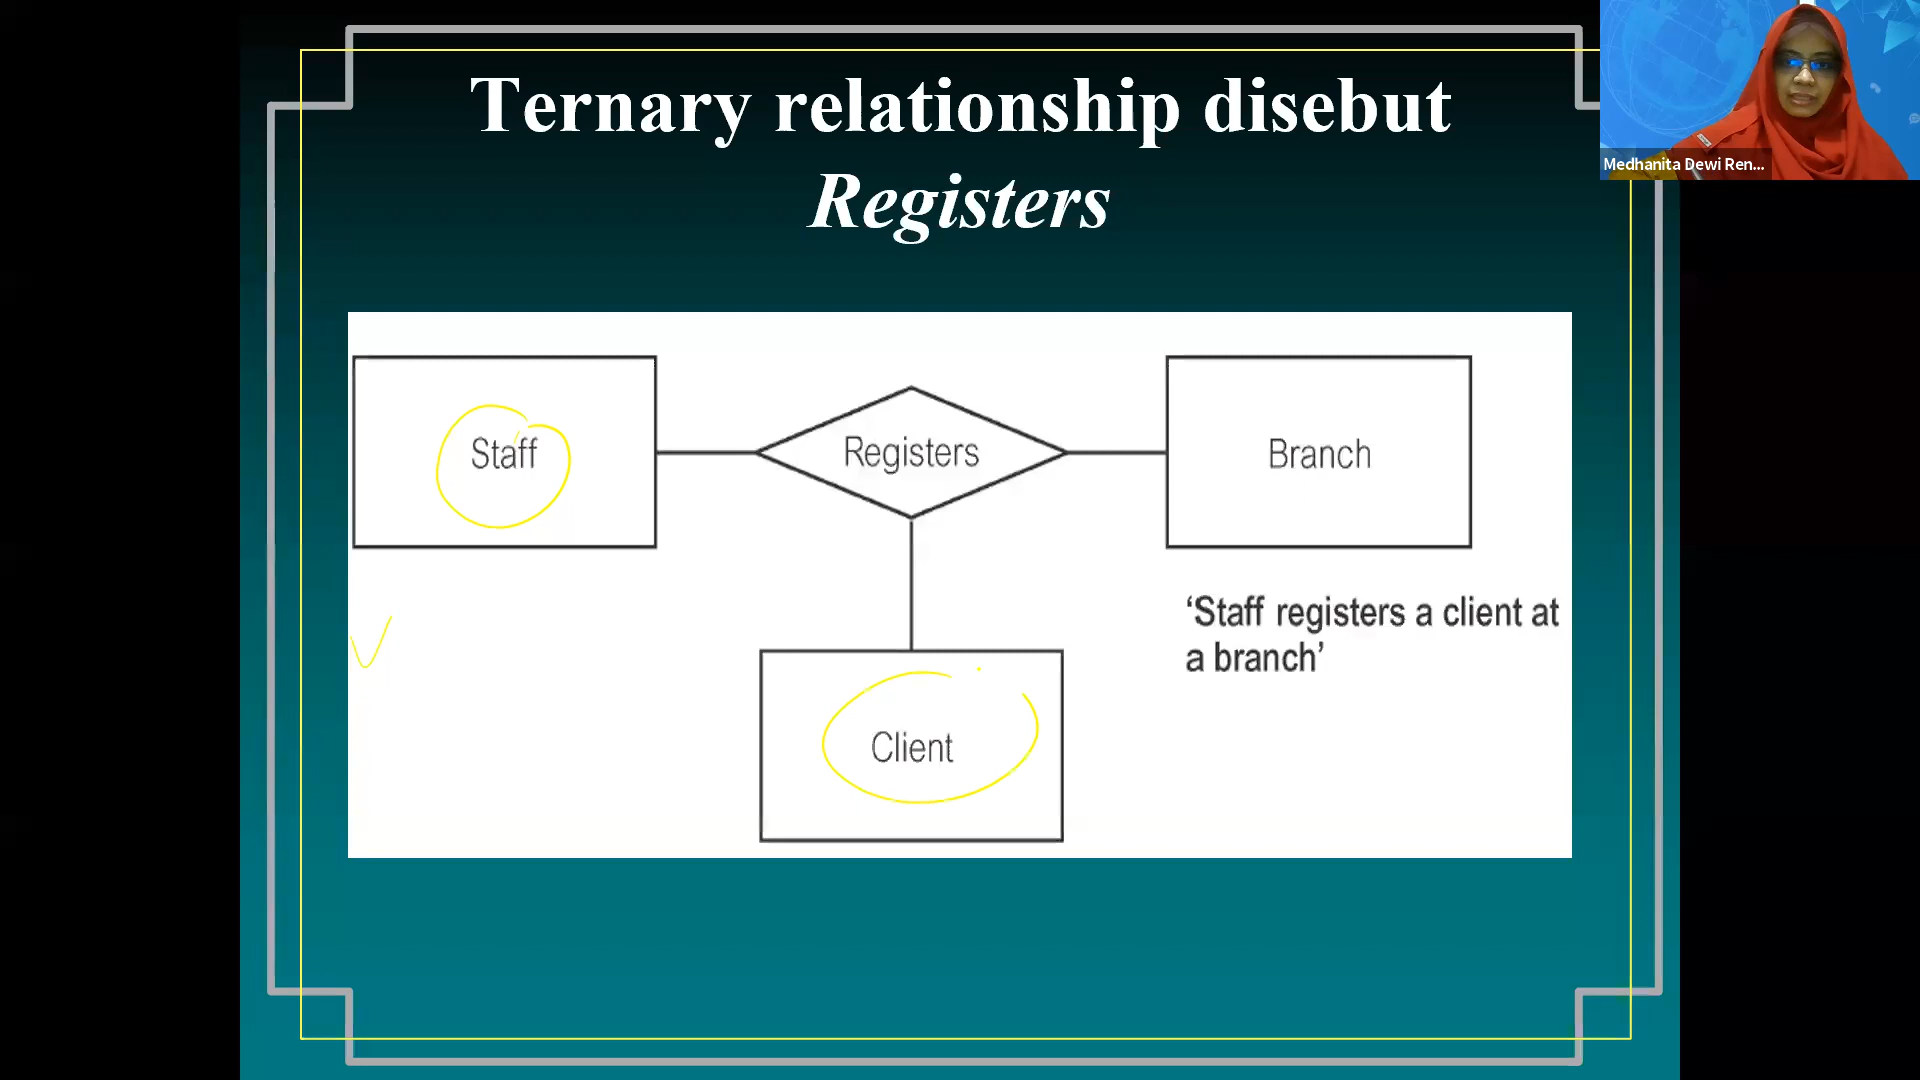 Ternary relationship disebut
Registers
Medhanita Dewi Ren...
Staff
Registers
Branch
‘Staff registers a client at
a branch’
Client